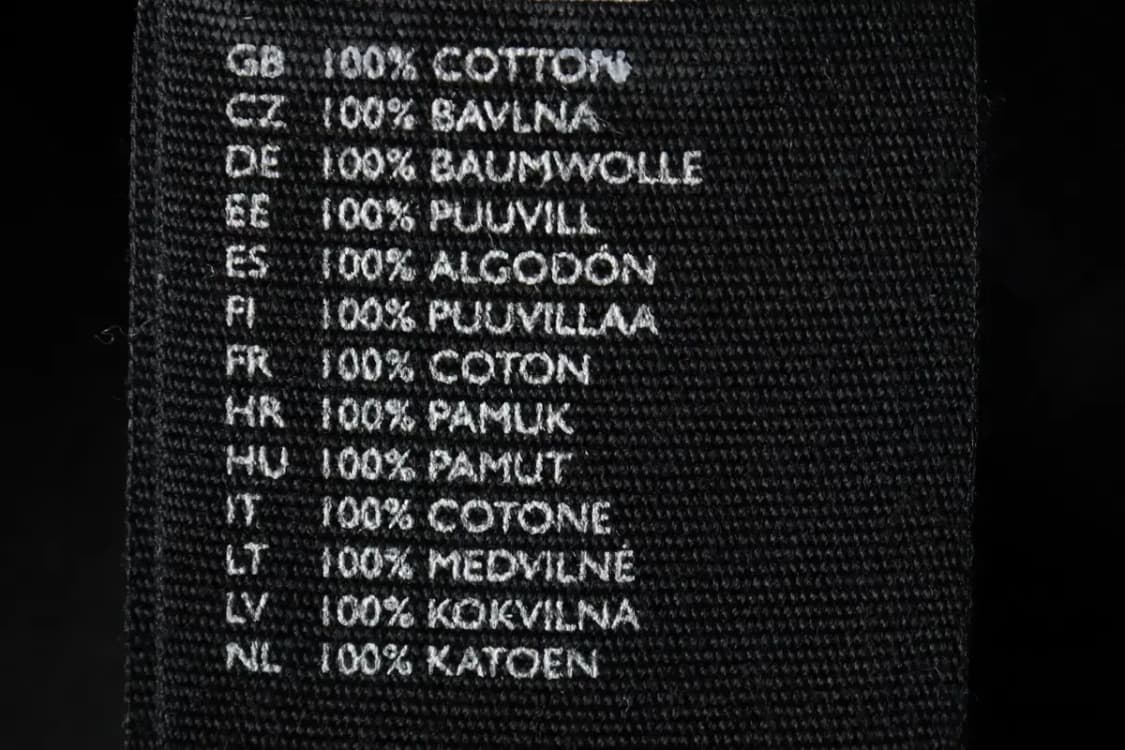 GB 100% COTTON
CZ 100% BAVLNA
DE 100% BAUMWOLLE
EE 100% PUUVILL
ES 100% ALGODÓN
FI 100% PUUVILLAA
FR 100% COTON
HR 100% PAMUK
HU 100% PAMUT
IT 100% COTONE
LT 100% MEDVILNĖ
LV 100% KOKVILNA
NL 100% KATOEN